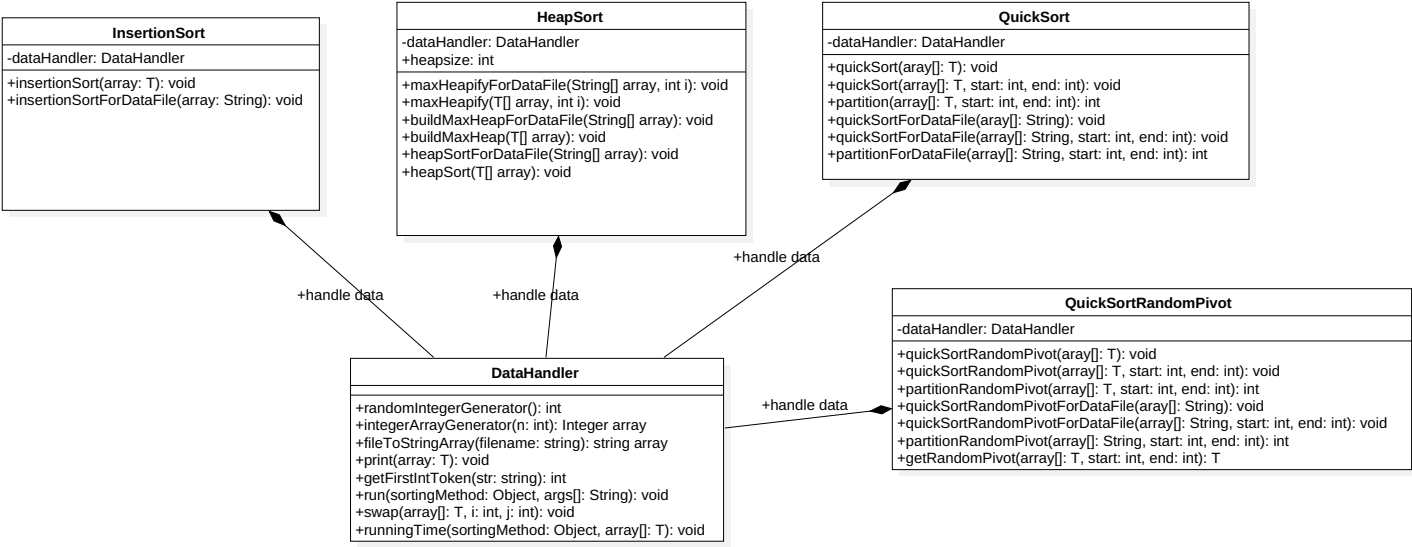 InsertionSort
-dataHandler: DataHandler
+insertionSort(array: T): void
+insertionSortForDataFile(array: String): void
HeapSort
-dataHandler: DataHandler
+heapsize: int
+maxHeapifyForDataFile(String[] array, int i): void
+maxHeapify(T[] array, int i): void
+buildMaxHeapForDataFile(String[] array): void
+buildMaxHeap(T[] array): void
+heapSortForDataFile(String[] array): void
+heapSort(T[] array): void
QuickSort
-dataHandler: DataHandler
+quickSort(aray[]: T): void
+quickSort(array[]: T, start: int, end: int): void
+partition(array[]: T, start: int, end: int): int
+quickSortForDataFile(aray[]: String): void
+quickSortForDataFile(array[]: String, start: int, end: int): void
+partitionForDataFile(array[]: String, start: int, end: int): int
+handle data
+handle data
+handle data
QuickSortRandomPivot
-dataHandler: DataHandler
+quickSortRandomPivot(aray[]: T): void
+quickSortRandomPivot(array[]: T, start: int, end: int): void
+partitionRandomPivot(array[]: T, start: int, end: int): int
+quickSortRandomPivotForDataFile(aray[]: String): void
+quickSortRandomPivotForDataFile(array[]: String, start: int, end: int): void
+partitionRandomPivot(array[]: String, start: int, end: int): int
+getRandomPivot(array[]: T, start: int, end: int): T
+handle data
DataHandler
+randomIntegerGenerator(): int
+integerArrayGenerator(n: int): Integer array
+fileToStringArray(filename: string): string array
+print(array: T): void
+getFirstIntToken(str: string): int
+run(sortingMethod: Object, args[]: String): void
+swap(array[]: T, i: int, j: int): void
+runningTime(sortingMethod: Object, array[]: T): void